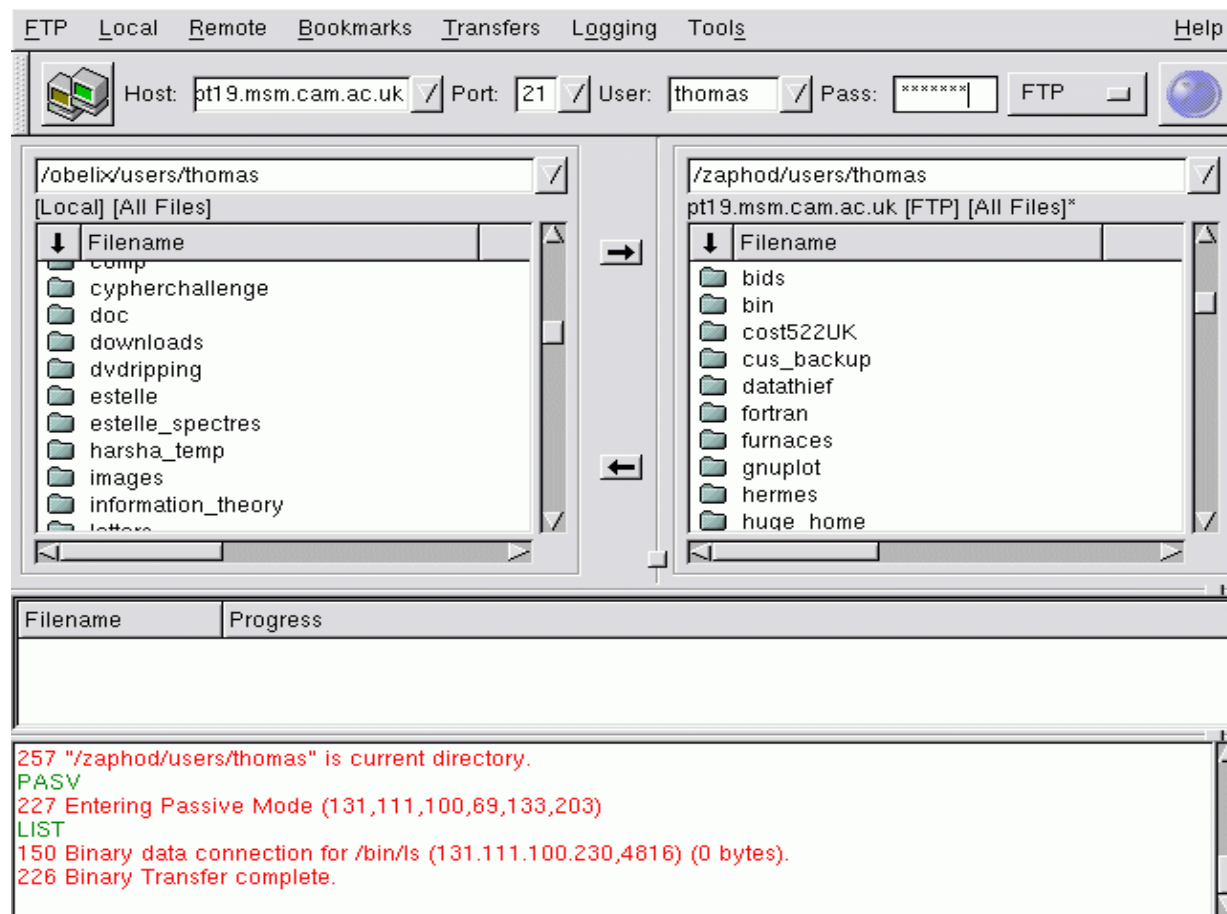 FTP Local Remote Bookmarks Transfers Logging Tools Help
Host: pt19.msm.cam.ac.uk Port: 21 User: thomas Pass: ******* FTP
/obelix/users/thomas
[Local] [All Files]
Filename
comp
cypherchallenge
doc
downloads
dvdripping
estelle
estelle_spectres
harsha_temp
images
information_theory
letters
/zaphod/users/thomas
pt19.msm.cam.ac.uk [FTP] [All Files]*
Filename
bids
bin
cost522UK
cus_backup
datathief
fortran
furnaces
gnuplot
hermes
huge_home
Filename Progress
257 "/zaphod/users/thomas" is current directory.
PASV
227 Entering Passive Mode (131,111,100,69,133,203)
LIST
150 Binary data connection for /bin/ls (131.111.100.230,4816) (0 bytes).
226 Binary Transfer complete.